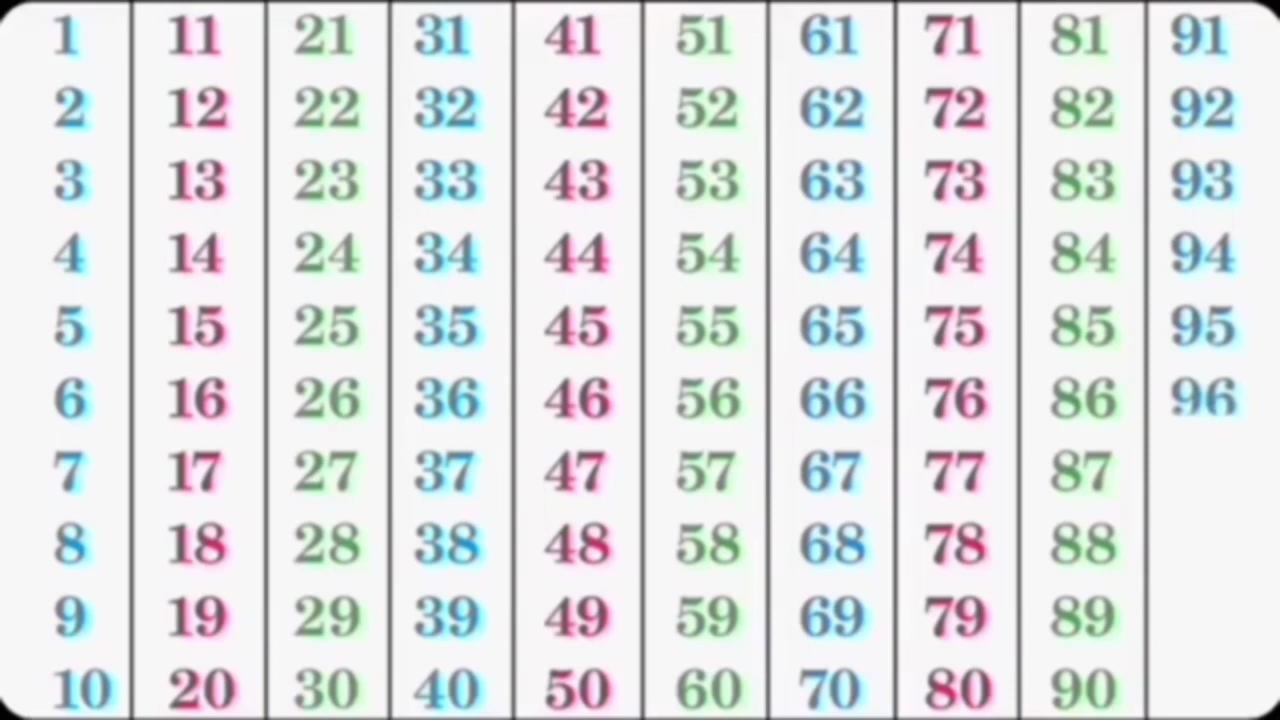 1 11 21 31 41 51 61 71 81 91
2 12 22 32 42 52 62 72 82 92
3 13 23 33 43 53 63 73 83 93
4 14 24 34 44 54 64 74 84 94
5 15 25 35 45 55 65 75 85 95
6 16 26 36 46 56 66 76 86 96
7 17 27 37 47 57 67 77 87
8 18 28 38 48 58 68 78 88
9 19 29 39 49 59 69 79 89
10 20 30 40 50 60 70 80 90